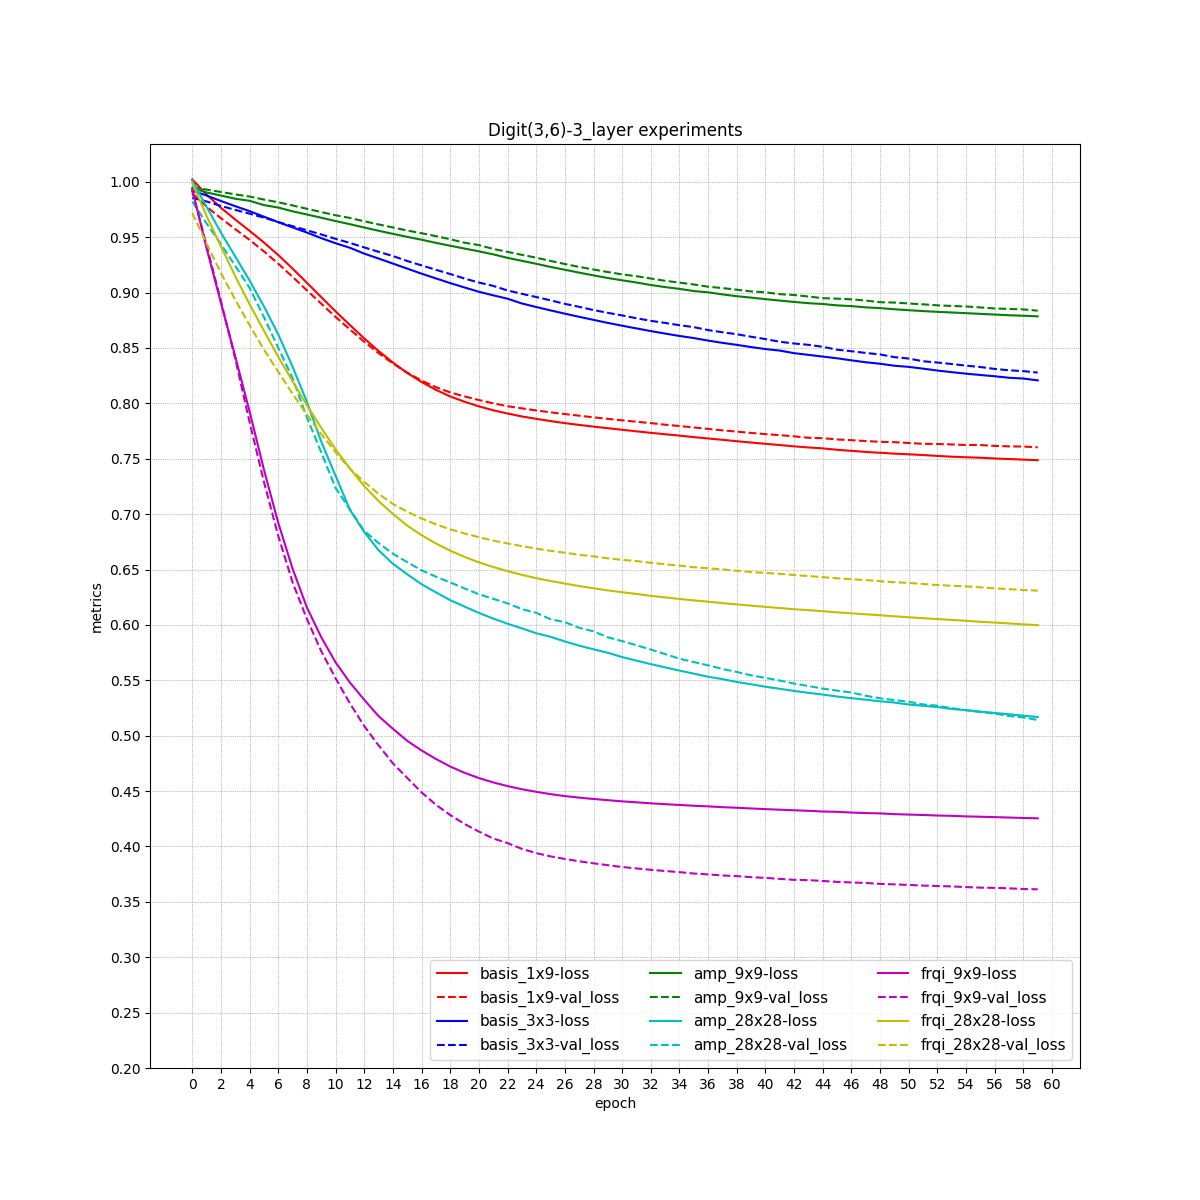 Digit(3,6)-3_layer experiments
metrics
1.00
0.95
0.90
0.85
0.80
0.75
0.70
0.65
0.60
0.55
0.50
0.45
0.40
0.35
0.30
0.25
0.20
basis_1x9-loss amp_9x9-loss frqi_9x9-loss
basis_1x9-val_loss amp_9x9-val_loss frqi_9x9-val_loss
basis_3x3-loss amp_28x28-loss frqi_28x28-loss
basis_3x3-val_loss amp_28x28-val_loss frqi_28x28-val_loss
0 2 4 6 8 10 12 14 16 18 20 22 24 26 28 30 32 34 36 38 40 42 44 46 48 50 52 54 56 58 60
epoch